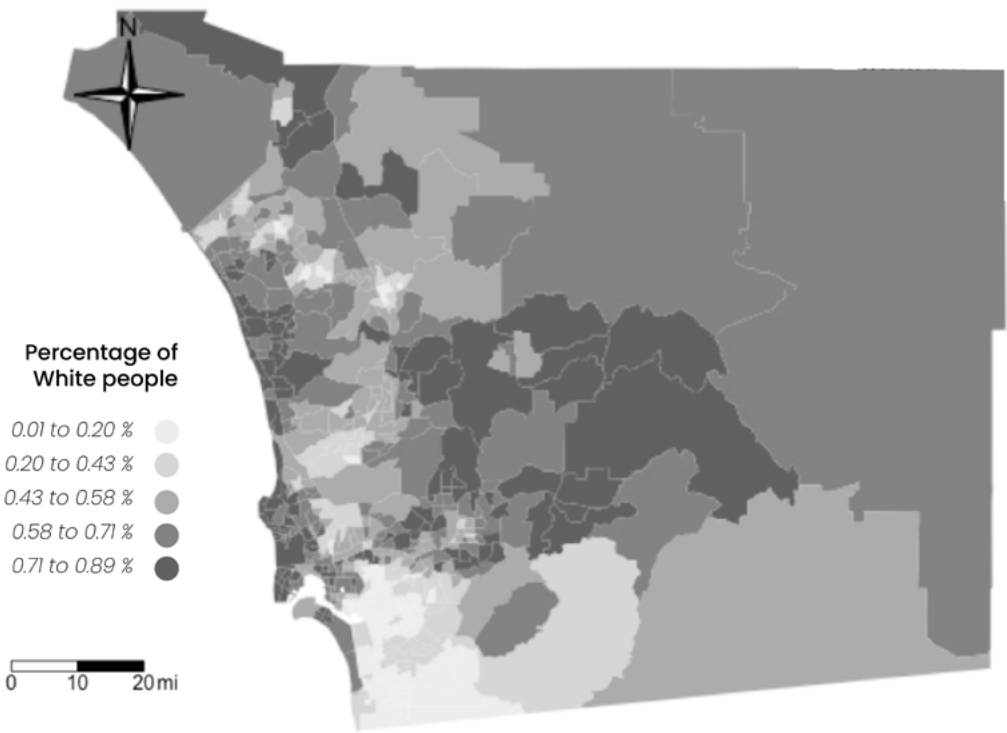 N
Percentage of
White people
0.01 to 0.20 %
0.20 to 0.43 %
0.43 to 0.58 %
0.58 to 0.71 %
0.71 to 0.89 %
0 10 20 mi